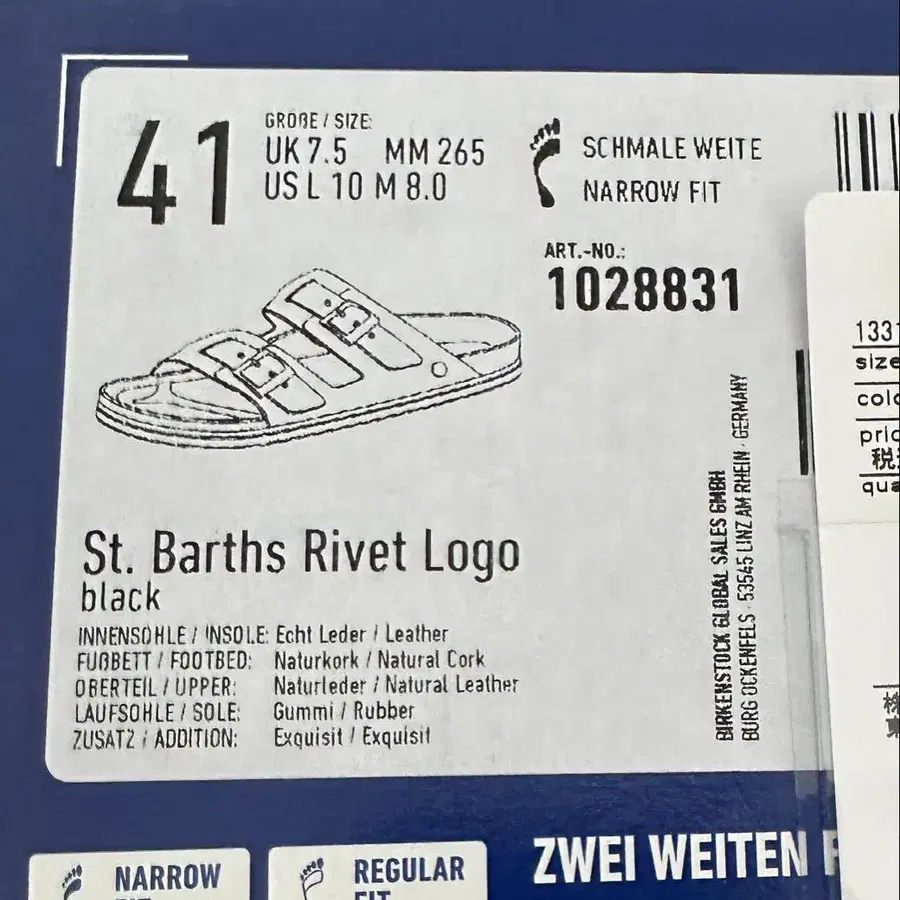 41
GRÖßE / SIZE:
UK 7.5 MM 265
US L 10 M 8.0
SCHMALE WEITE
NARROW FIT
ART.-NO.:
1028831
St. Barths Rivet Logo
black
INNENSOHLE / INSOLE: Echt Leder / Leather
FUßBETT / FOOTBED: Naturkork / Natural Cork
OBERTEIL / UPPER: Naturleder / Natural Leather
LAUFSOHLE / SOLE: Gummi / Rubber
ZUSATZ / ADDITION: Exquisit / Exquisit
BIRKENSTOCK GLOBAL SALES GMBH
BURG OCKENFELS · 53545 LINZ AM RHEIN · GERMANY
133
size
colo
pric
税
qua
NARROW
FIT
REGULAR
FIT
ZWEI WEITEN